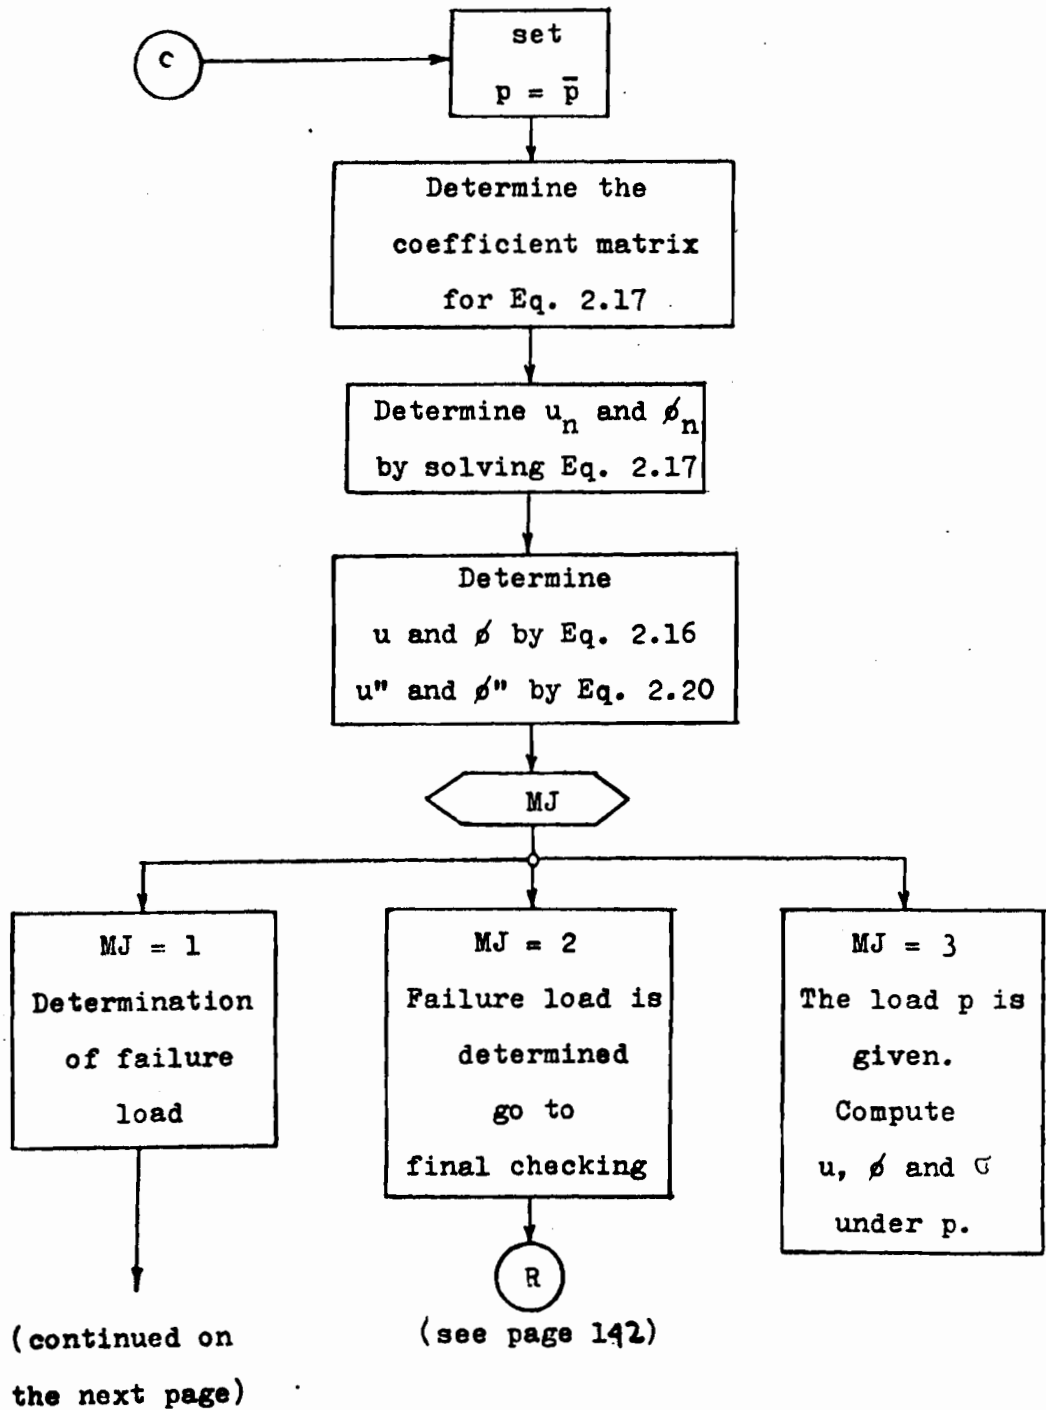 C
set
p = p̄
Determine the
coefficient matrix
for Eq. 2.17
Determine u_n and ϕ_n
by solving Eq. 2.17
Determine
u and ϕ by Eq. 2.16
u" and ϕ" by Eq. 2.20
MJ
MJ = 1
Determination
of failure
load
MJ = 2
Failure load is
determined
go to
final checking
MJ = 3
The load p is
given.
Compute
u, ϕ and σ
under p.
R
(continued on
the next page)
(see page 142)